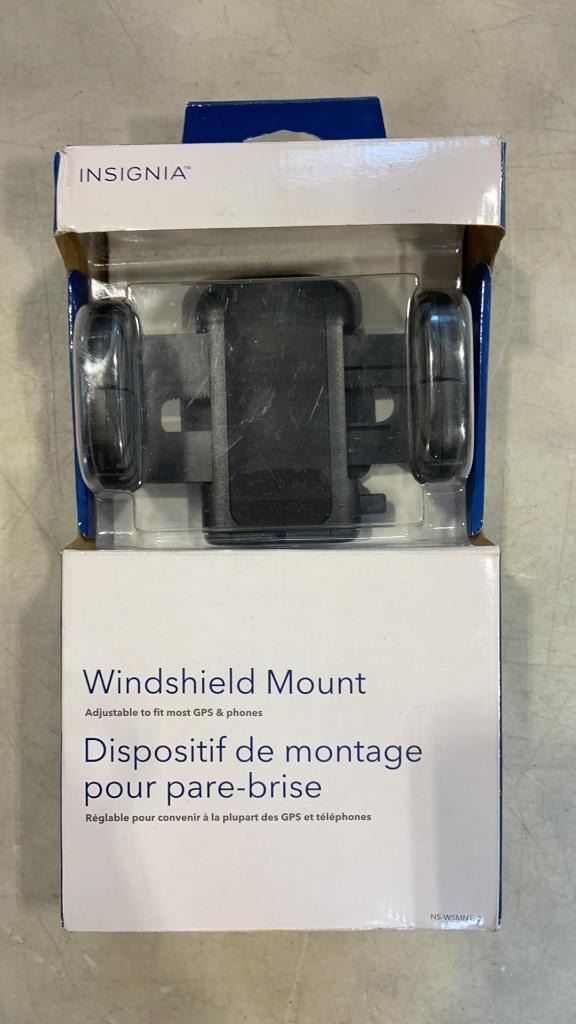 INSIGNIA™
Windshield Mount
Adjustable to fit most GPS & phones
Dispositif de montage
pour pare-brise
Réglable pour convenir à la plupart des GPS et téléphones